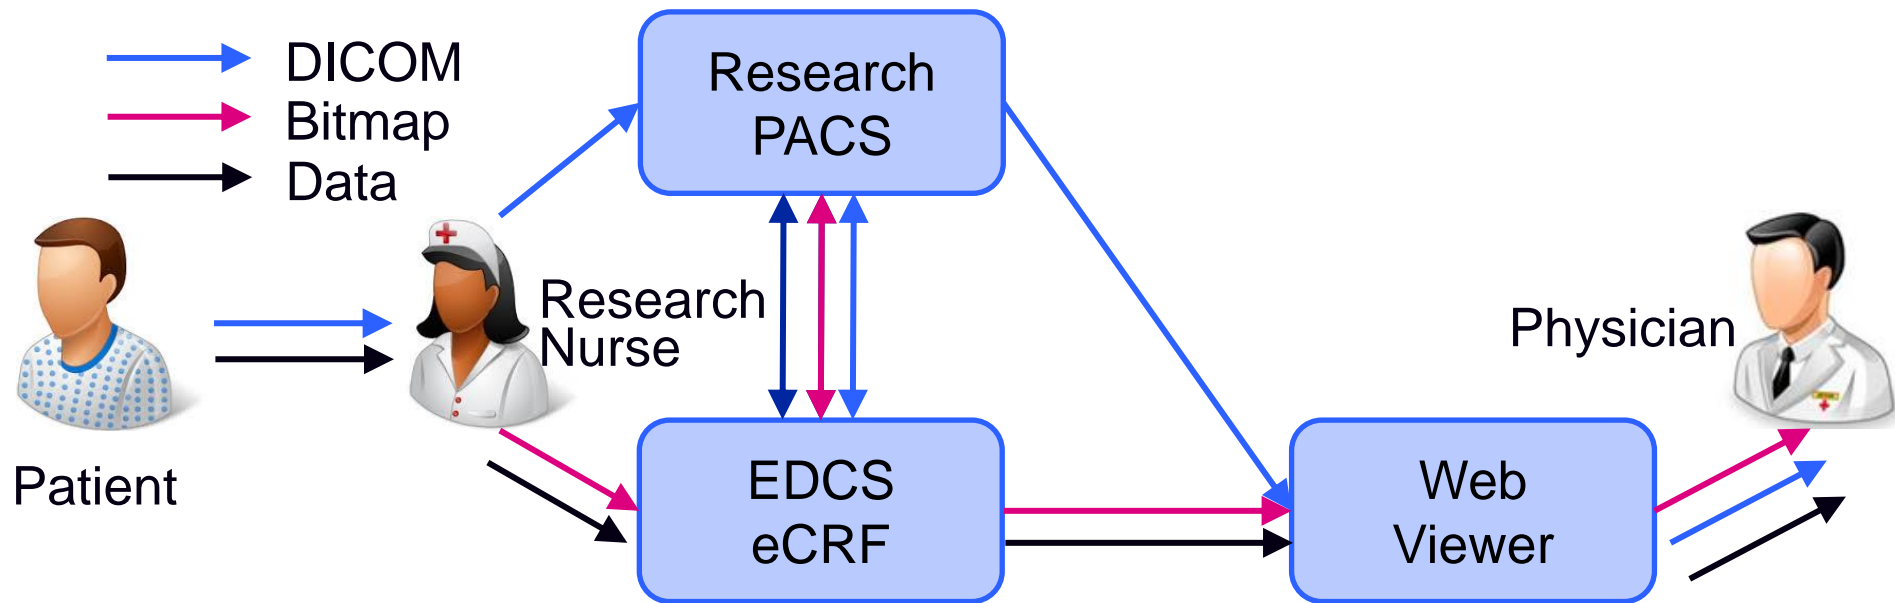 DICOM
Bitmap
Data
Research
PACS
Research
Nurse
Physician
Patient
EDCS
eCRF
Web
Viewer